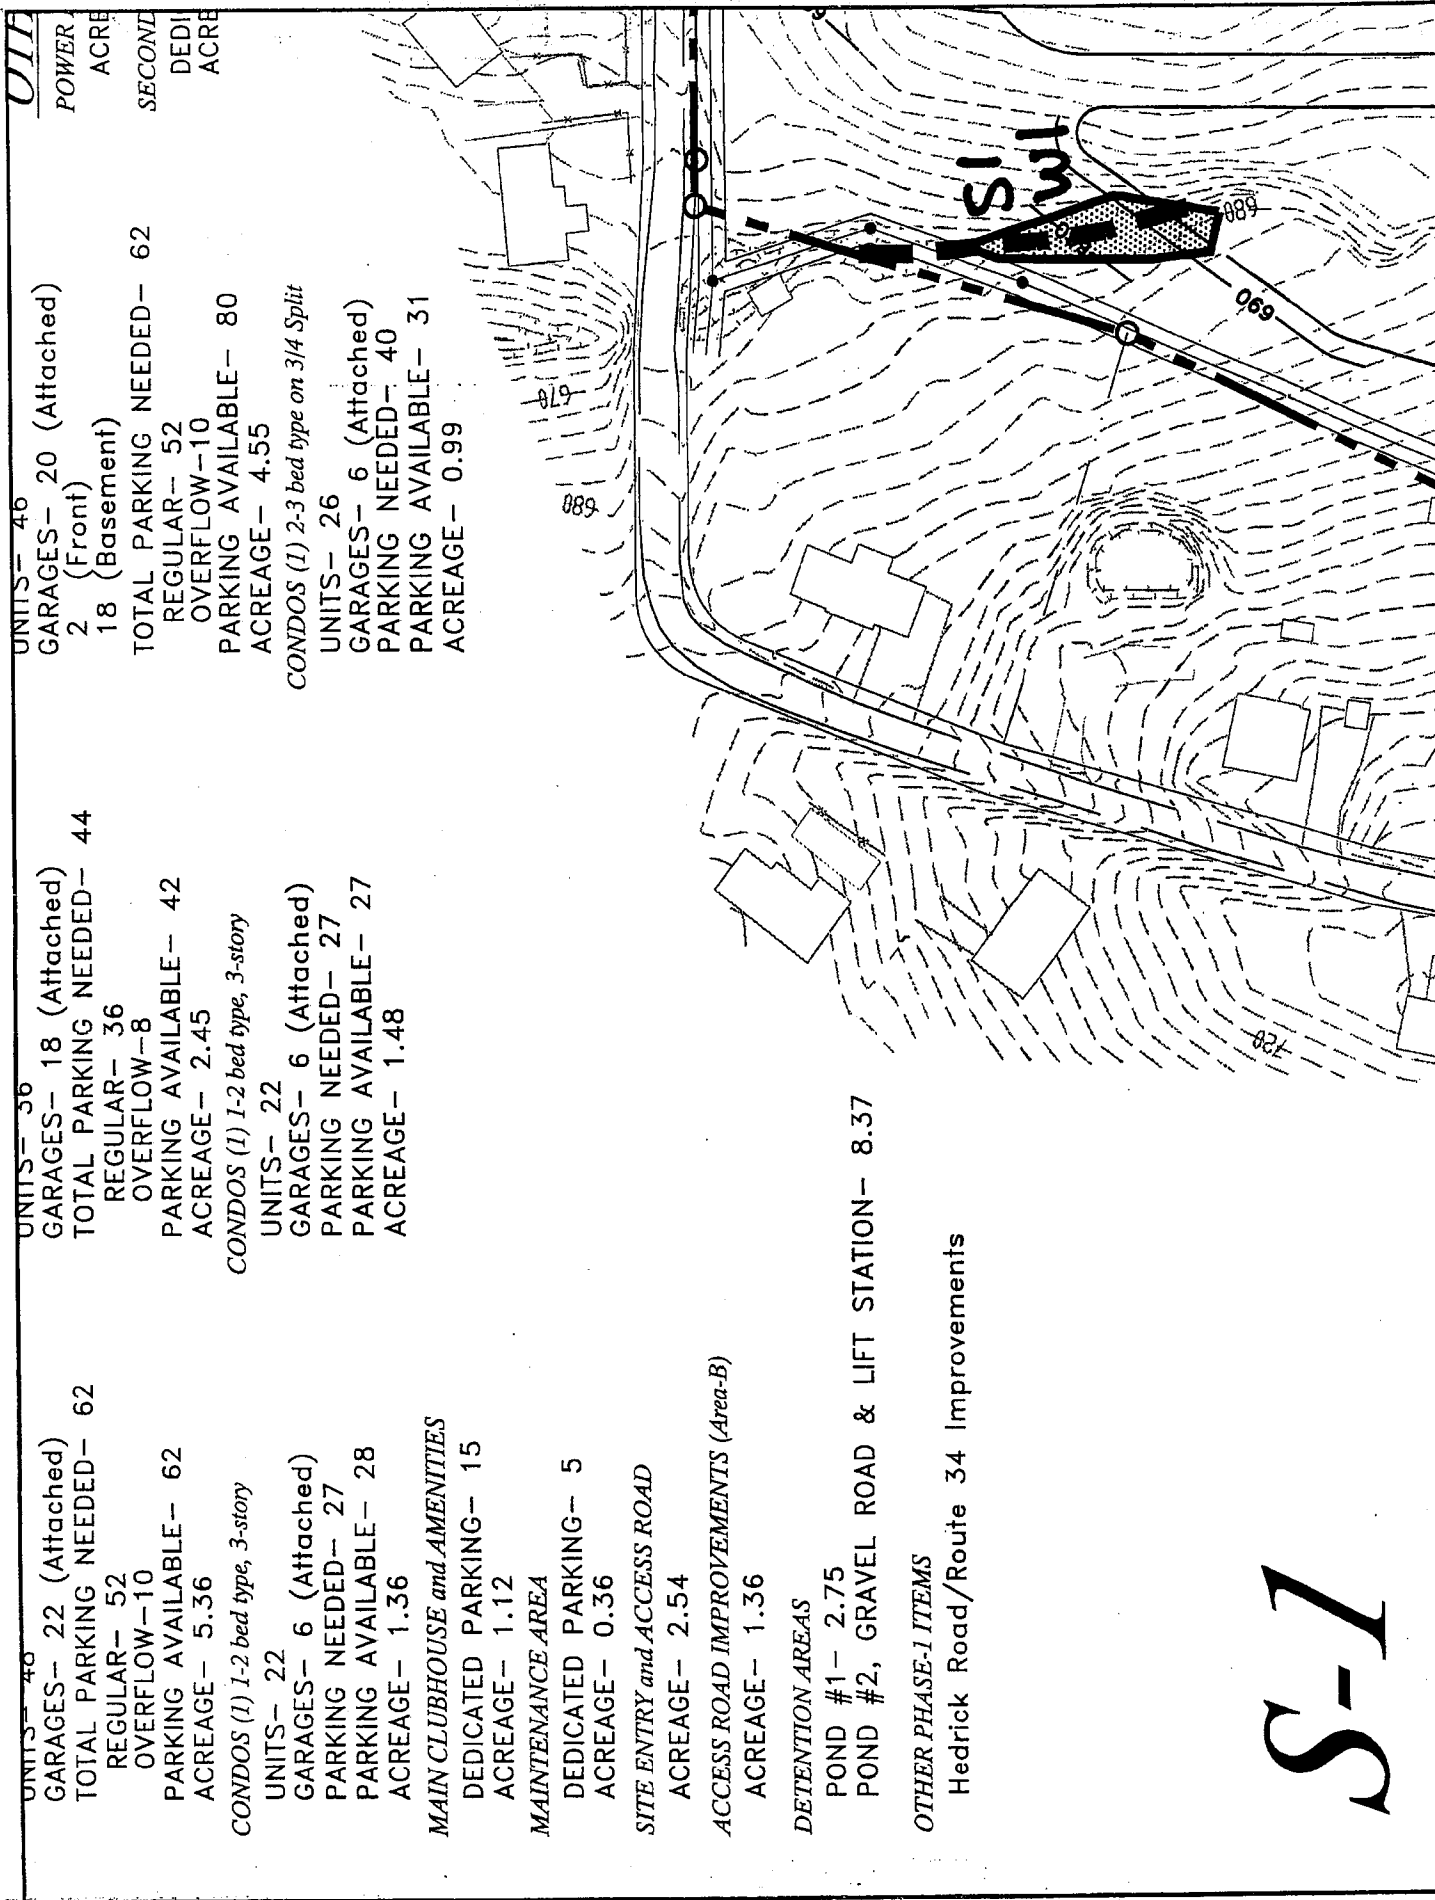 UNITS- 48
GARAGES- 22 (Attached)
TOTAL PARKING NEEDED- 62
REGULAR- 52
OVERFLOW-10
PARKING AVAILABLE- 62
ACREAGE- 5.36
CONDOS (1) 1-2 bed type, 3-story
UNITS- 22
GARAGES- 6 (Attached)
PARKING NEEDED- 27
PARKING AVAILABLE- 28
ACREAGE- 1.36
MAIN CLUBHOUSE and AMENITIES
DEDICATED PARKING- 15
ACREAGE- 1.12
MAINTENANCE AREA
DEDICATED PARKING- 5
ACREAGE- 0.36
SITE ENTRY and ACCESS ROAD
ACREAGE- 2.54
ACCESS ROAD IMPROVEMENTS (Area-B)
ACREAGE- 1.36
DETENTION AREAS
POND #1- 2.75
POND #2, GRAVEL ROAD & LIFT STATION- 8.37
OTHER PHASE-1 ITEMS
Hedrick Road/Route 34 Improvements
S-1
UNITS- 36
GARAGES- 18 (Attached)
TOTAL PARKING NEEDED- 44
REGULAR- 36
OVERFLOW-8
PARKING AVAILABLE- 42
ACREAGE- 2.45
CONDOS (1) 1-2 bed type, 3-story
UNITS- 22
GARAGES- 6 (Attached)
PARKING NEEDED- 27
PARKING AVAILABLE- 27
ACREAGE- 1.48
UNITS- 46
GARAGES- 20 (Attached)
2 (Front)
18 (Basement)
TOTAL PARKING NEEDED- 62
REGULAR- 52
OVERFLOW-10
PARKING AVAILABLE- 80
ACREAGE- 4.55
CONDOS (1) 2-3 bed type on 3/4 Split
UNITS- 26
GARAGES- 6 (Attached)
PARKING NEEDED- 40
PARKING AVAILABLE- 31
ACREAGE- 0.99
POWER
ACRE
SECOND
DEDI
ACRE
670
680
720
S1
W1
680
690